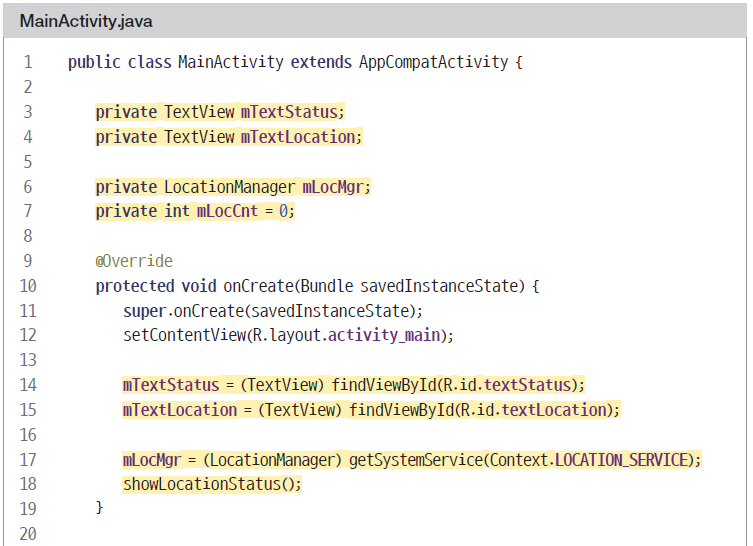 MainActivity.java
1 public class MainActivity extends AppCompatActivity {
2
3 private TextView mTextStatus;
4 private TextView mTextLocation;
5
6 private LocationManager mLocMgr;
7 private int mLocCnt = 0;
8
9 @Override
10 protected void onCreate(Bundle savedInstanceState) {
11 super.onCreate(savedInstanceState);
12 setContentView(R.layout.activity_main);
13
14 mTextStatus = (TextView) findViewById(R.id.textStatus);
15 mTextLocation = (TextView) findViewById(R.id.textLocation);
16
17 mLocMgr = (LocationManager) getSystemService(Context.LOCATION_SERVICE);
18 showLocationStatus();
19 }
20